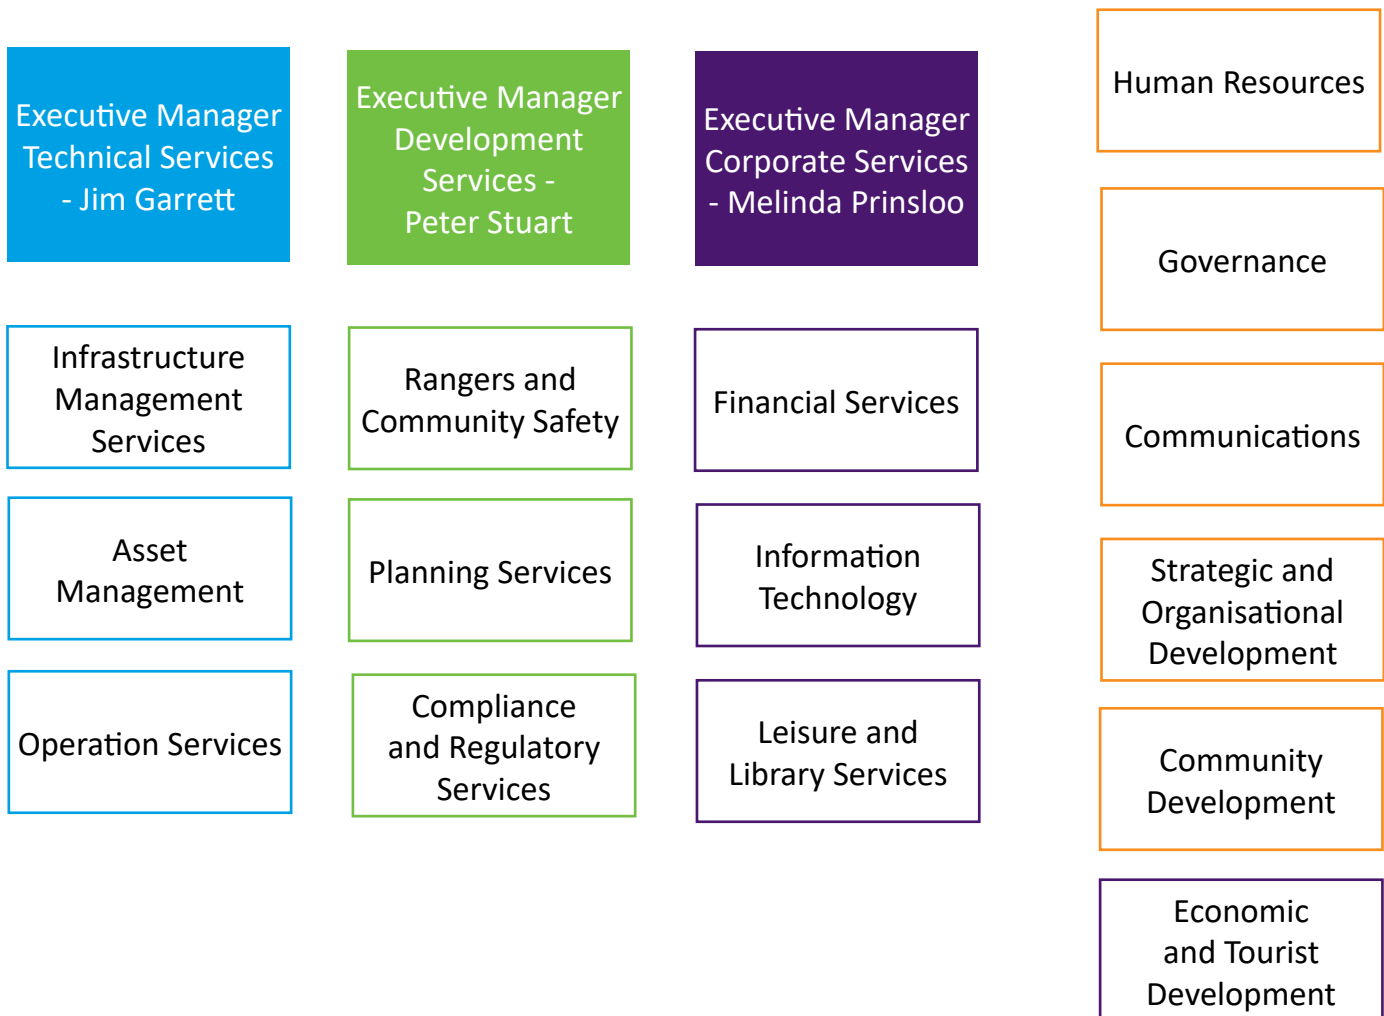 Executive Manager
Technical Services
- Jim Garrett
Infrastructure
Management
Services
Asset
Management
Operation Services
Executive Manager
Development
Services -
Peter Stuart
Rangers and
Community Safety
Planning Services
Compliance
and Regulatory
Services
Executive Manager
Corporate Services
- Melinda Prinsloo
Financial Services
Information
Technology
Leisure and
Library Services
Human Resources
Governance
Communications
Strategic and
Organisational
Development
Community
Development
Economic
and Tourist
Development